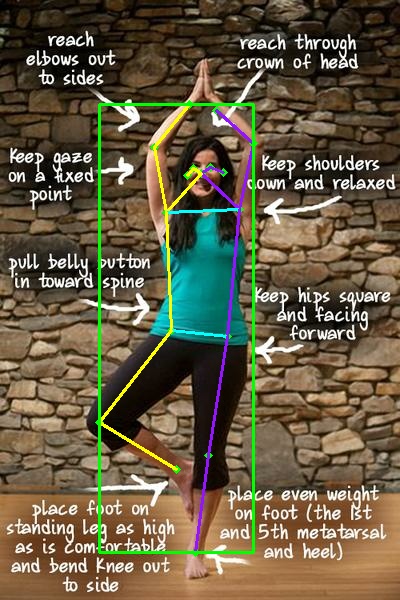 reach
elbows out
to sides
reach through
crown of head
Keep gaze
on a fixed
point
Keep shoulders
down and relaxed
pull belly button
in toward spine
Keep hips square
and facing
forward
place foot on
standing leg as high
as is comfortable
and bend Knee out
to side
place even weight
on foot (the 1st
and 5th metatarsal
and heel)